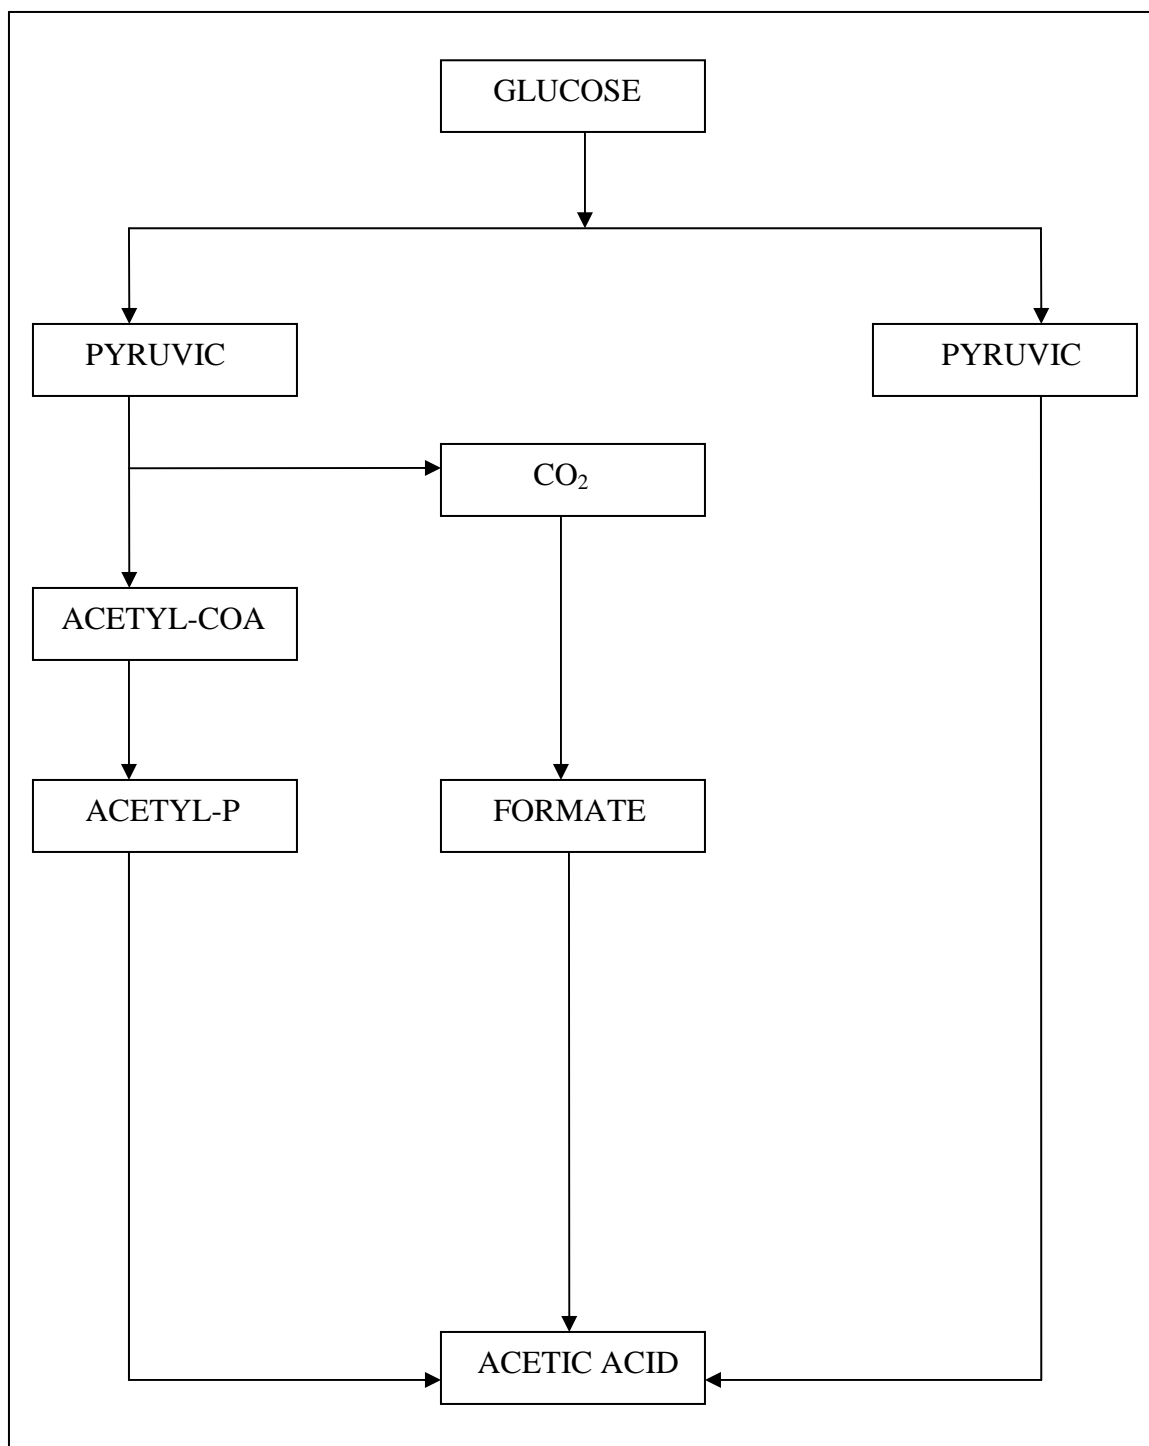 GLUCOSE
PYRUVIC
PYRUVIC
CO₂
ACETYL-COA
ACETYL-P
FORMATE
ACETIC ACID